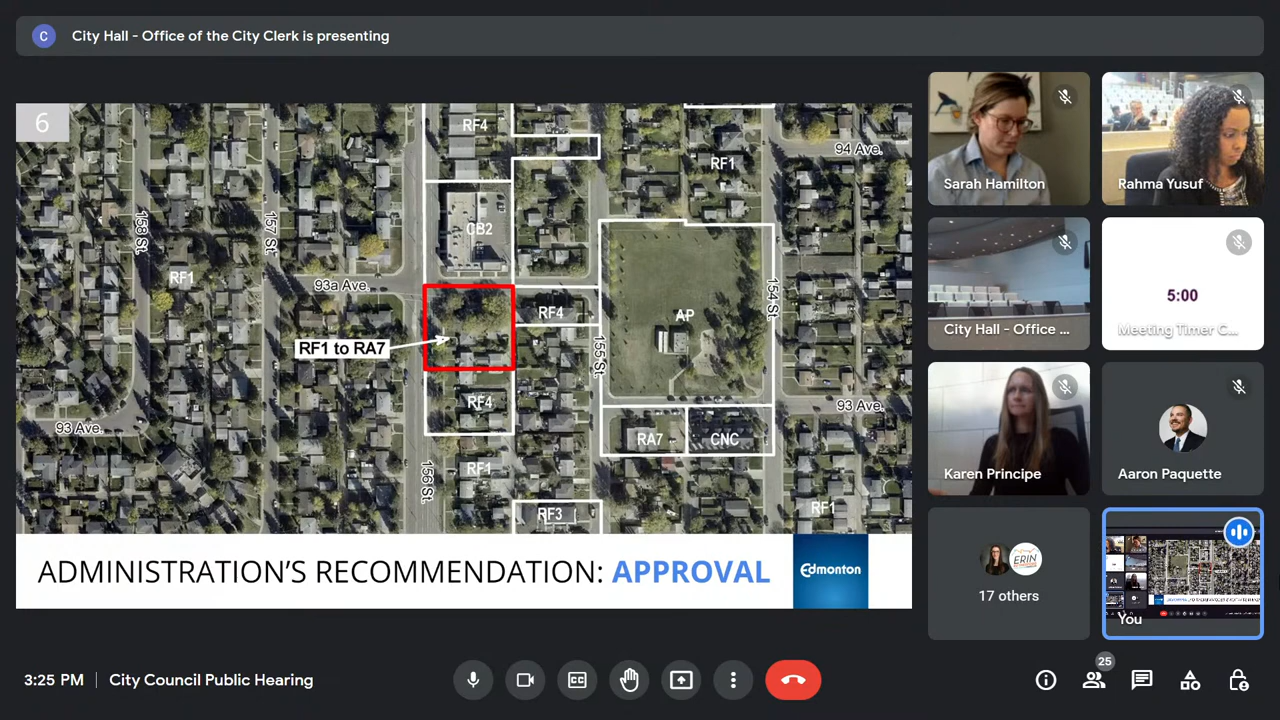 C
City Hall - Office of the City Clerk is presenting
6
RF4
RF1
94 Ave.
158 St.
157 St.
CB2
RF1
93a Ave.
154 St.
RF4
AP
RF1 to RA7
155 St.
RF4
93 Ave.
93 Ave.
RA7
CNC
156 St.
RF1
RF3
RF1
ADMINISTRATION'S RECOMMENDATION: APPROVAL
Edmonton
Sarah Hamilton
Rahma Yusuf
City Hall - Office ...
5:00
Meeting Timer C...
Karen Principe
Aaron Paquette
ERIN
17 others
You
3:25 PM
City Council Public Hearing
25